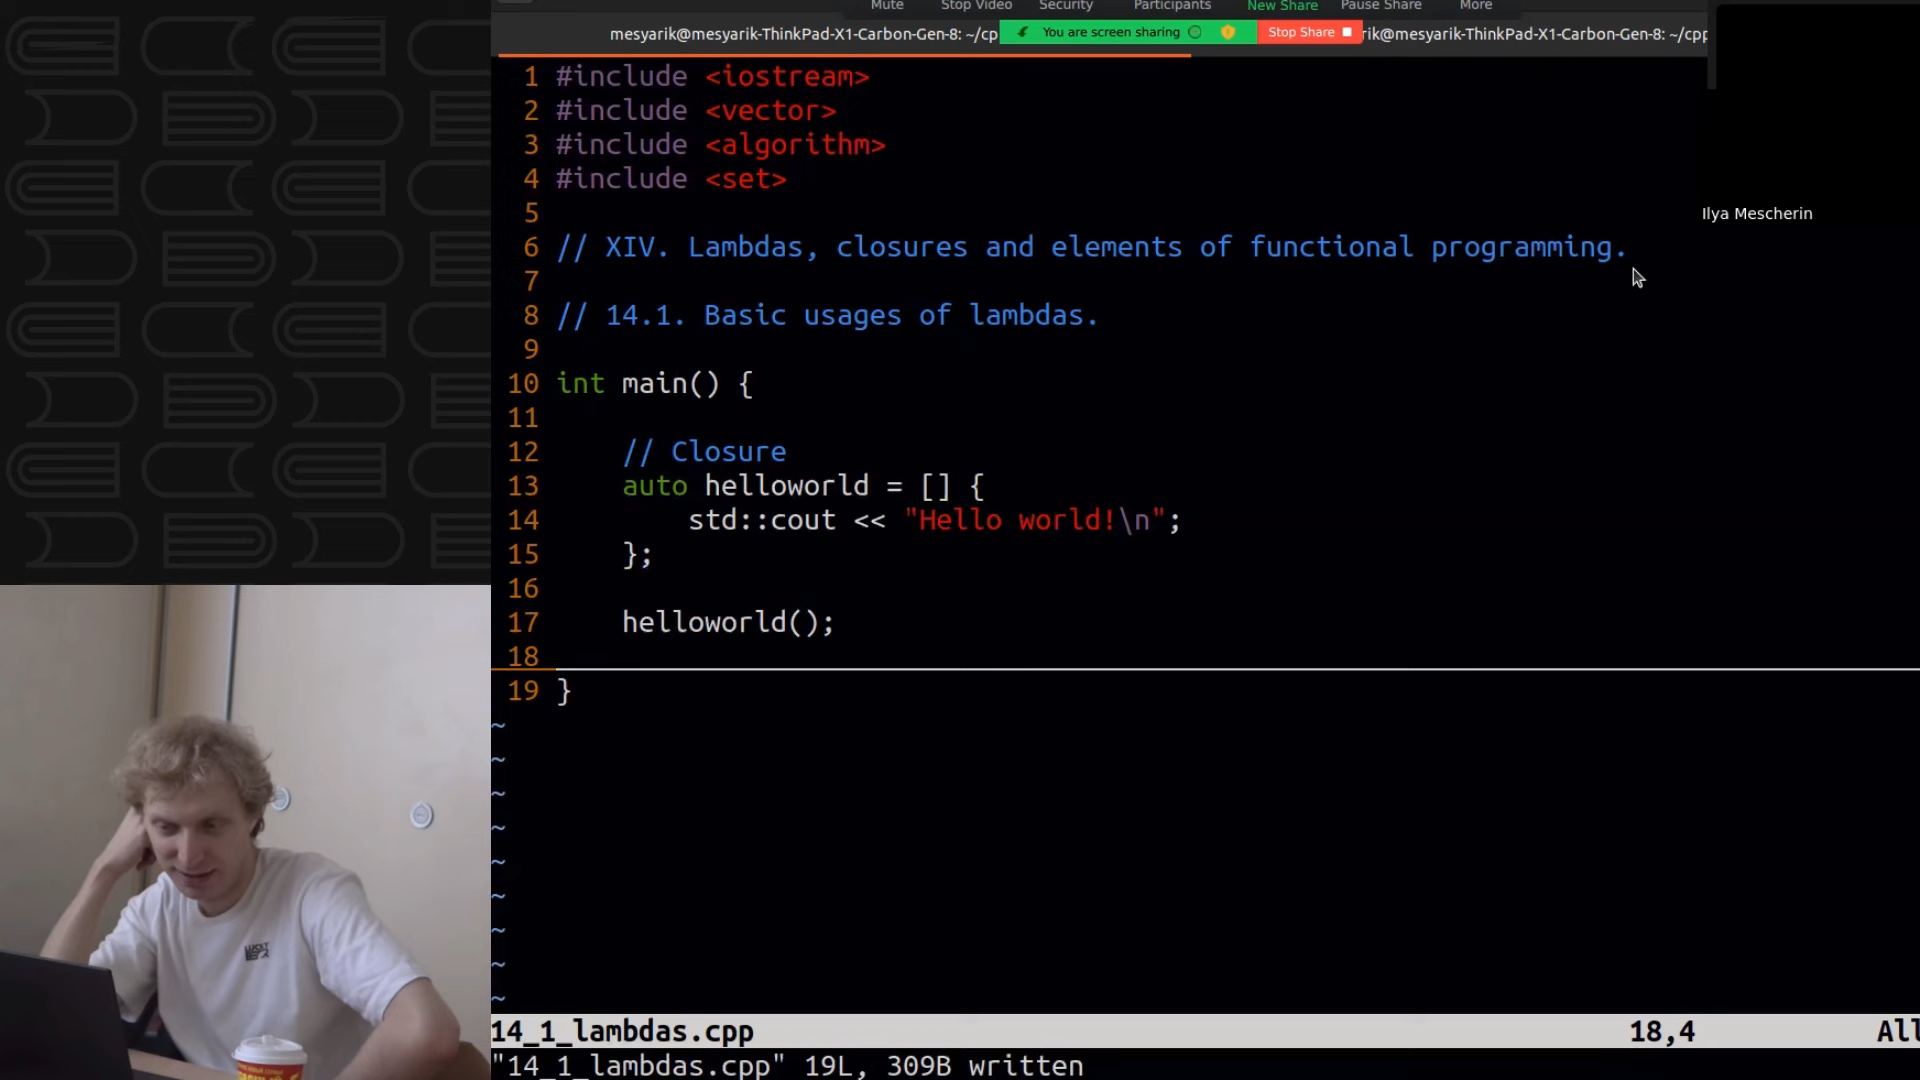 Mute Stop Video Security Participants New Share Pause Share More
mesyarik@mesyarik-ThinkPad-X1-Carbon-Gen-8: ~/cp You are screen sharing Stop Share rik@mesyarik-ThinkPad-X1-Carbon-Gen-8: ~/cpp
Ilya Mescherin
1 #include <iostream>
2 #include <vector>
3 #include <algorithm>
4 #include <set>
5
6 // XIV. Lambdas, closures and elements of functional programming.
7
8 // 14.1. Basic usages of lambdas.
9
10 int main() {
11
12 // Closure
13 auto helloworld = [] {
14 std::cout << "Hello world!\n";
15 };
16
17 helloworld();
18
19 }
~
~
~
~
~
~
~
~
~
14_1_lambdas.cpp 18,4 All
"14_1_lambdas.cpp" 19L, 309B written
LUCKY